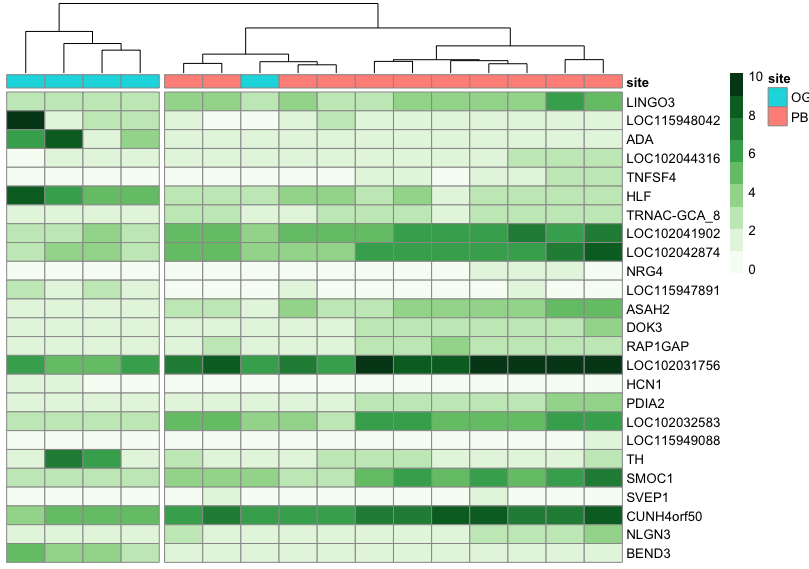 site
LINGO3
LOC115948042
ADA
LOC102044316
TNFSF4
HLF
TRNAC-GCA_8
LOC102041902
LOC102042874
NRG4
LOC115947891
ASAH2
DOK3
RAP1GAP
LOC102031756
HCN1
PDIA2
LOC102032583
LOC115949088
TH
SMOC1
SVEP1
CUNH4orf50
NLGN3
BEND3
10
8
6
4
2
0
site
OG
PB